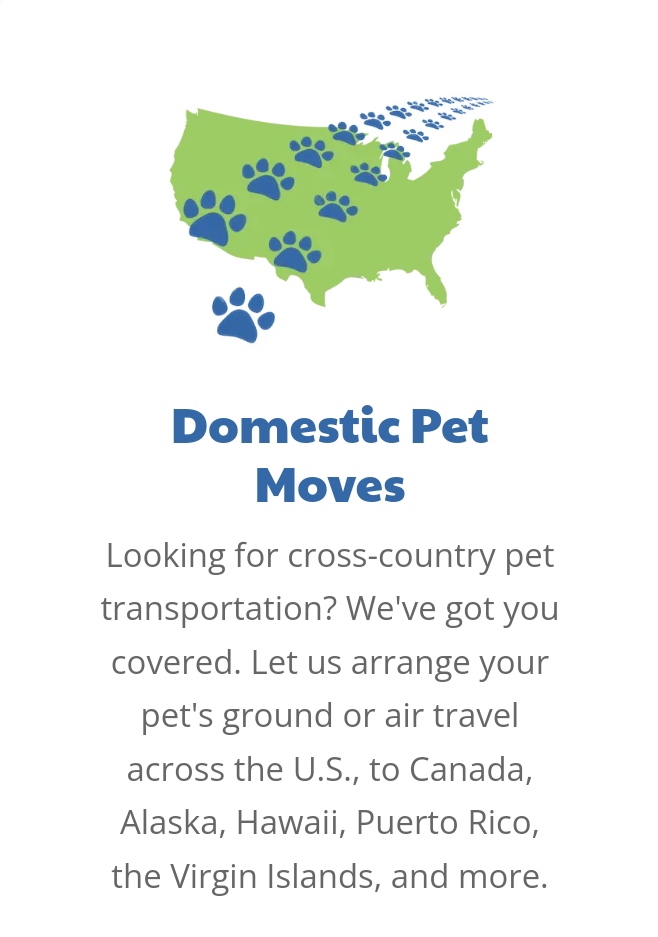 Domestic Pet
Moves
Looking for cross-country pet
transportation? We've got you
covered. Let us arrange your
pet's ground or air travel
across the U.S., to Canada,
Alaska, Hawaii, Puerto Rico,
the Virgin Islands, and more.